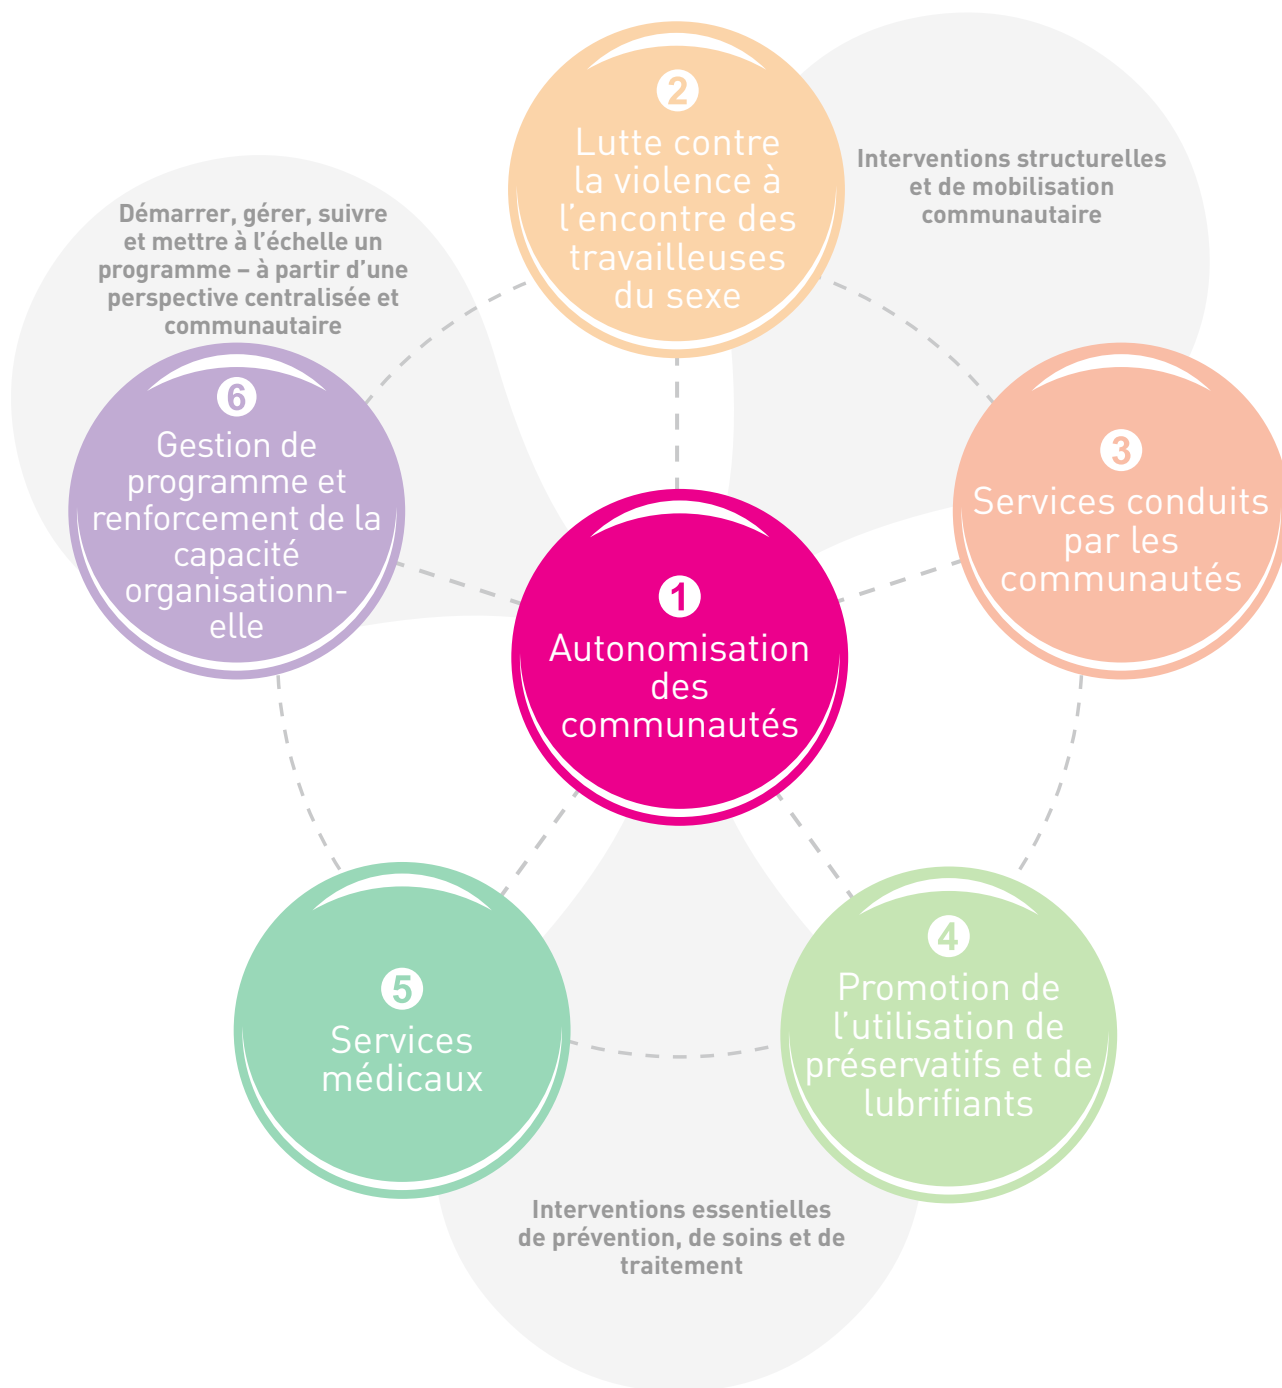 2
Lutte contre
la violence à
l’encontre des
travailleuses
du sexe
Interventions structurelles
et de mobilisation
communautaire
Démarrer, gérer, suivre
et mettre à l’échelle un
programme – à partir d’une
perspective centralisée et
communautaire
6
Gestion de
programme et
renforcement de la
capacité
organisationn-
elle
3
Services conduits
par les
communautés
1
Autonomisation
des
communautés
5
Services
médicaux
4
Promotion de
l’utilisation de
préservatifs et de
lubrifiants
Interventions essentielles
de prévention, de soins et de
traitement